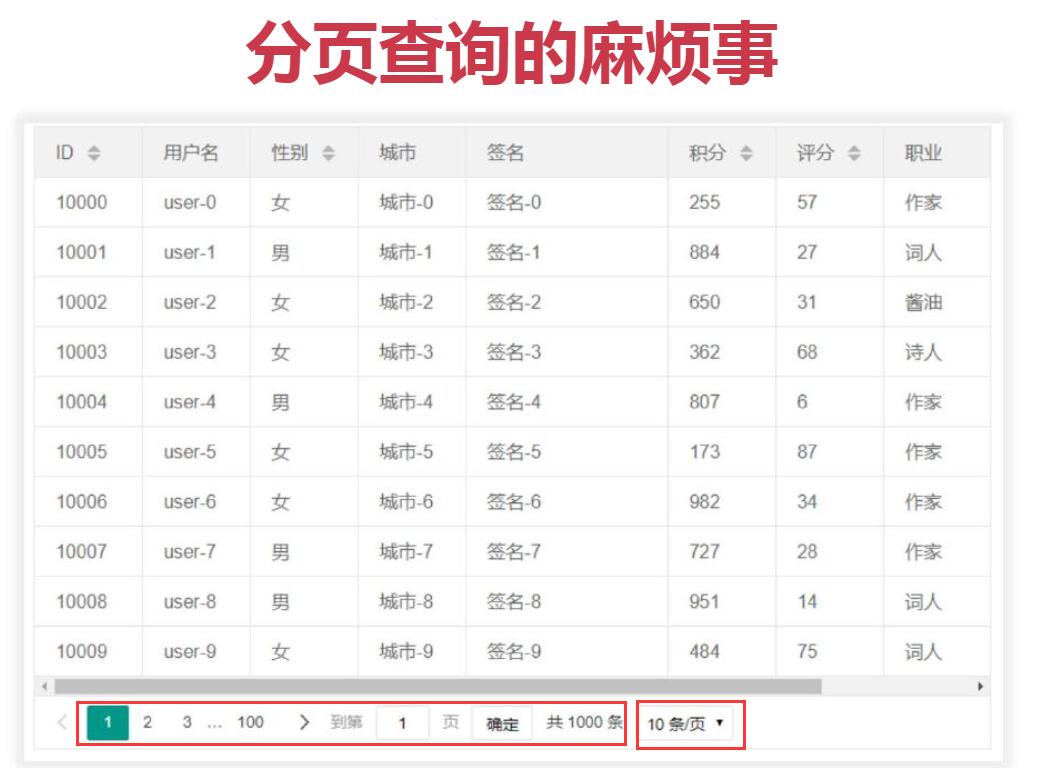 分页查询的麻烦事
ID 用户名 性别 城市 签名 积分 评分 职业
10000 user-0 女 城市-0 签名-0 255 57 作家
10001 user-1 男 城市-1 签名-1 884 27 词人
10002 user-2 女 城市-2 签名-2 650 31 酱油
10003 user-3 女 城市-3 签名-3 362 68 诗人
10004 user-4 男 城市-4 签名-4 807 6 作家
10005 user-5 女 城市-5 签名-5 173 87 作家
10006 user-6 女 城市-6 签名-6 982 34 作家
10007 user-7 男 城市-7 签名-7 727 28 作家
10008 user-8 男 城市-8 签名-8 951 14 词人
10009 user-9 女 城市-9 签名-9 484 75 词人
1 2 3 … 100 到第 1 页 确定 共 1000 条 10 条/页